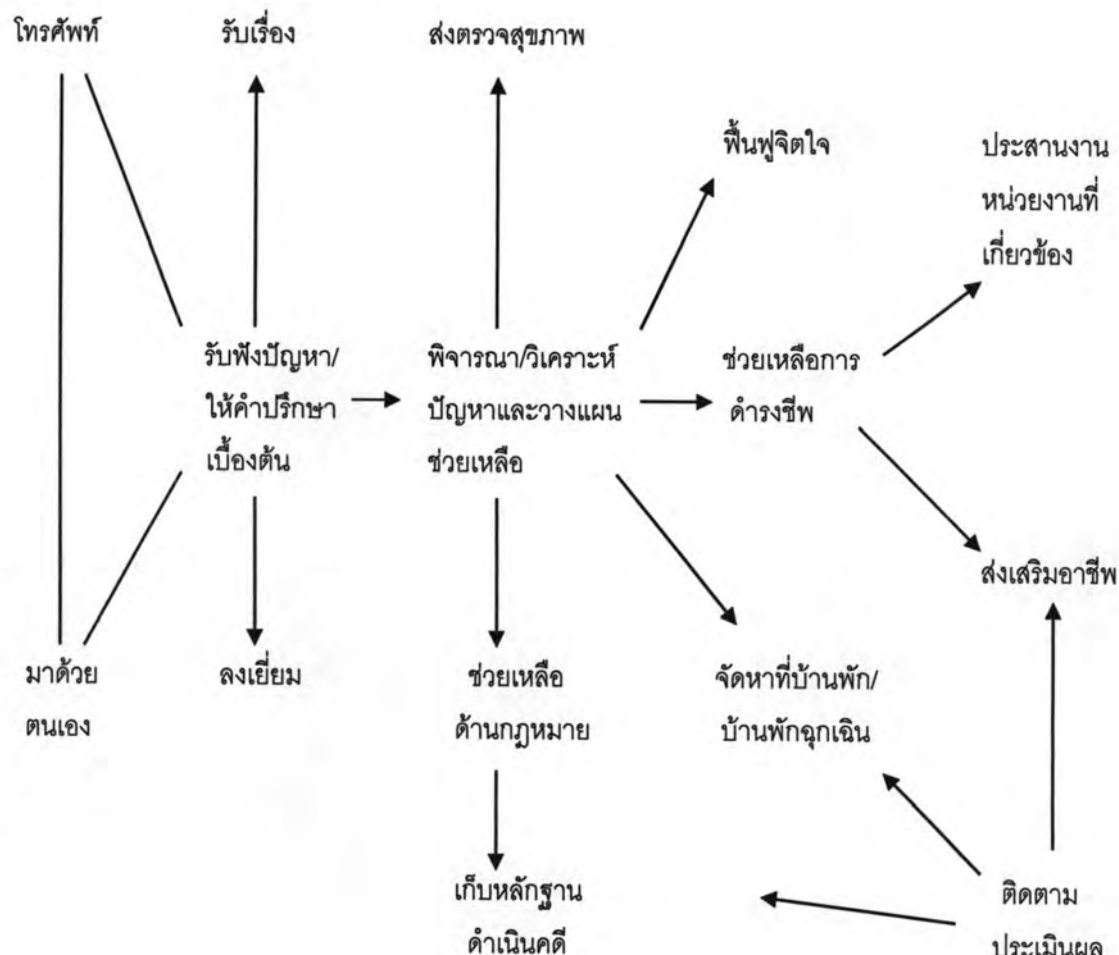 โทรศัพท์
รับเรื่อง
ส่งตรวจสุขภาพ
ฟื้นฟูจิตใจ
ประสานงาน
หน่วยงานที่
เกี่ยวข้อง
รับฟังปัญหา/
ให้คำปรึกษา
เบื้องต้น
พิจารณา/วิเคราะห์
ปัญหาและวางแผน
ช่วยเหลือ
ช่วยเหลือการ
ดำรงชีพ
ส่งเสริมอาชีพ
มาด้วย
ตนเอง
ลงเยี่ยม
ช่วยเหลือ
ด้านกฎหมาย
จัดหาที่บ้านพัก/
บ้านพักฉุกเฉิน
เก็บหลักฐาน
ดำเนินคดี
ติดตาม
ประเมินผล